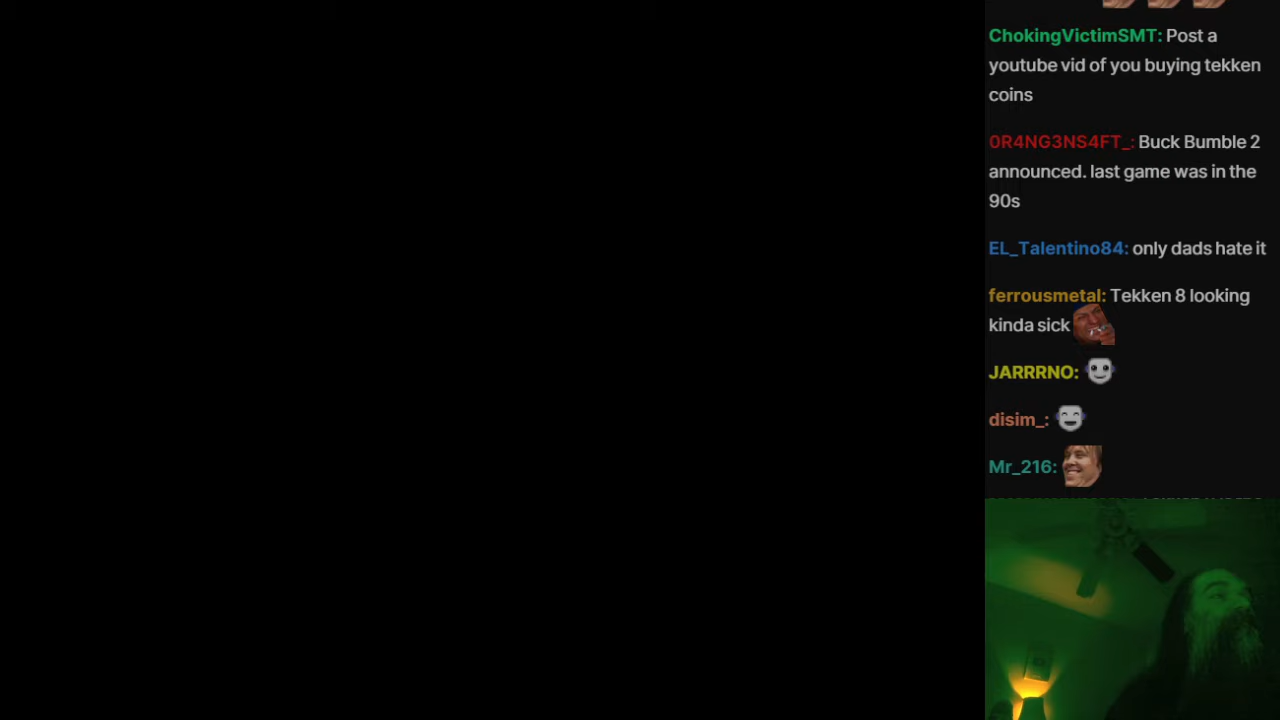 ChokingVictimSMT: Post a
youtube vid of you buying tekken
coins
0R4NG3NS4FT_: Buck Bumble 2
announced. last game was in the
90s
EL_Talentino84: only dads hate it
ferrousmetal: Tekken 8 looking
kinda sick
JARRRNO:
disim_:
Mr_216: